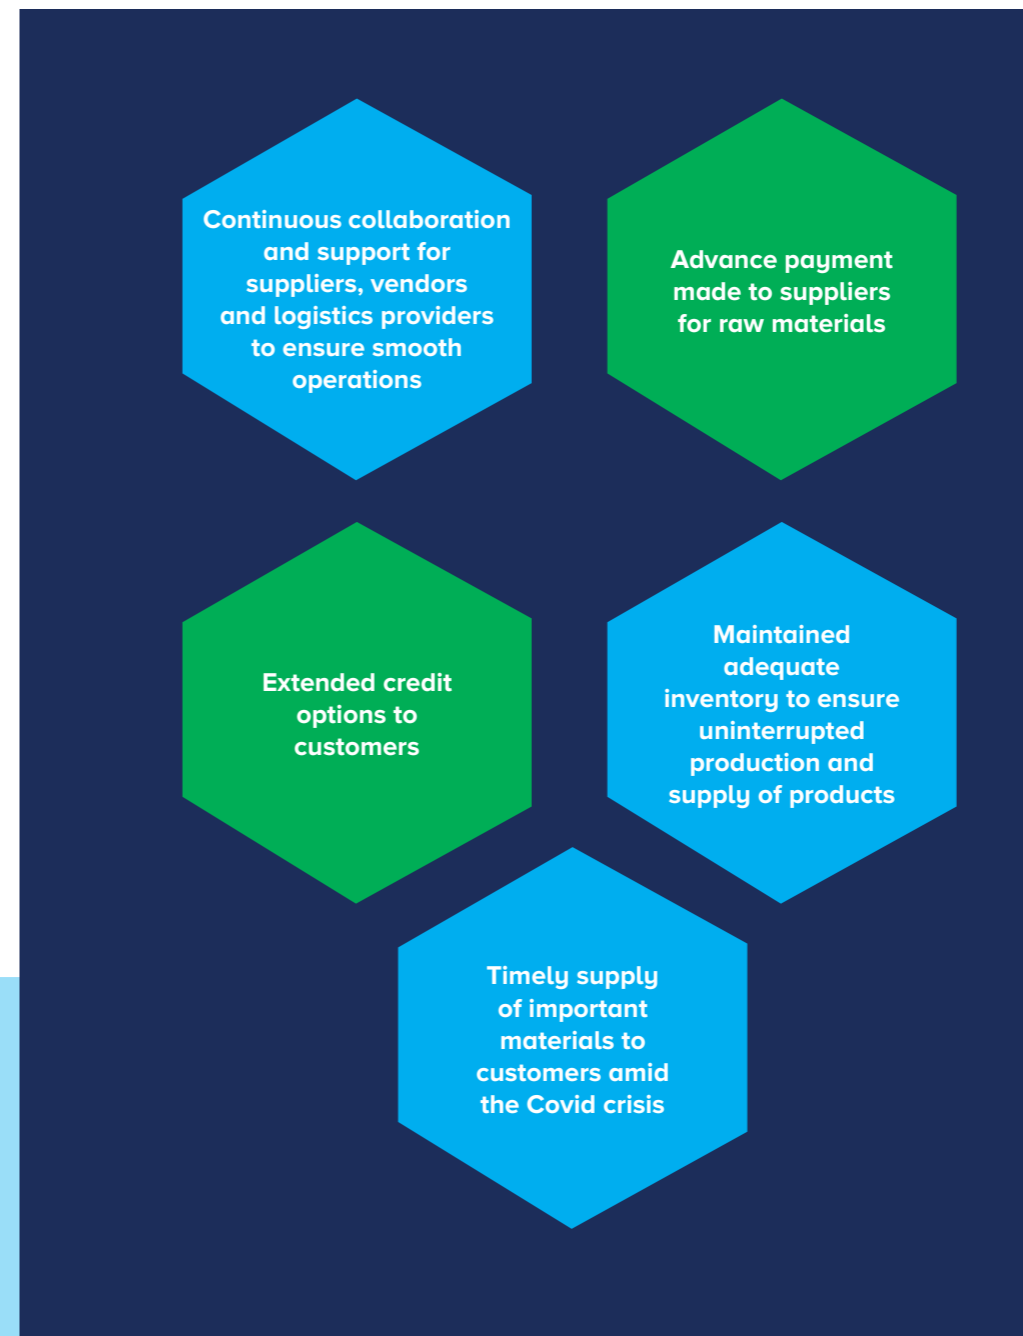 Continuous collaboration
and support for
suppliers, vendors
and logistics providers
to ensure smooth
operations
Advance payment
made to suppliers
for raw materials
Extended credit
options to
customers
Maintained
adequate
inventory to ensure
uninterrupted
production and
supply of products
Timely supply
of important
materials to
customers amid
the Covid crisis